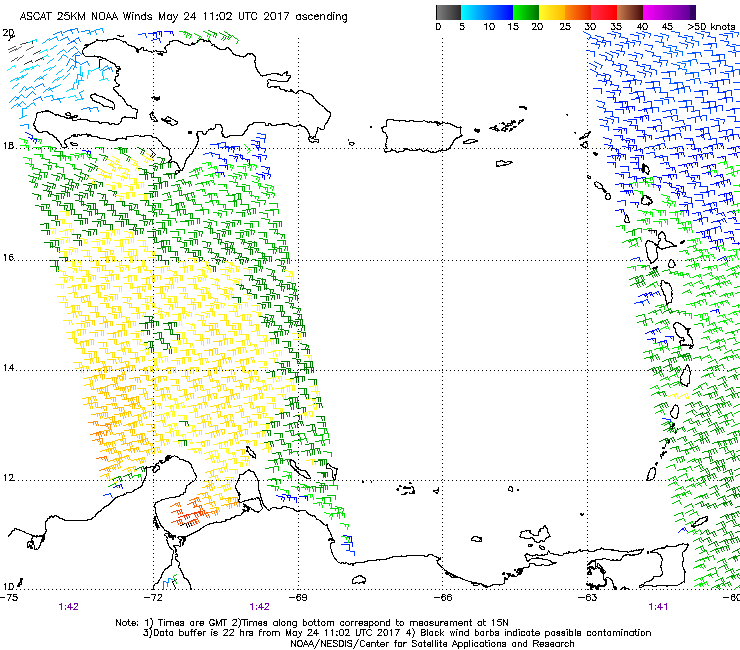 ASCAT 25KM NOAA Winds May 24 11:02 UTC 2017 ascending
0 5 10 15 20 25 30 35 40 45 >50 knots
20
18
16
14
12
10
-75 -72 -69 -66 -63 -60
1:42 1:42 1:41
Note: 1) Times are GMT 2)Times along bottom correspond to measurement at 15N
3)Data buffer is 22 hrs from May 24 11:02 UTC 2017 4) Black wind barbs indicate possible contamination
NOAA/NESDIS/Center for Satellite Applications and Research